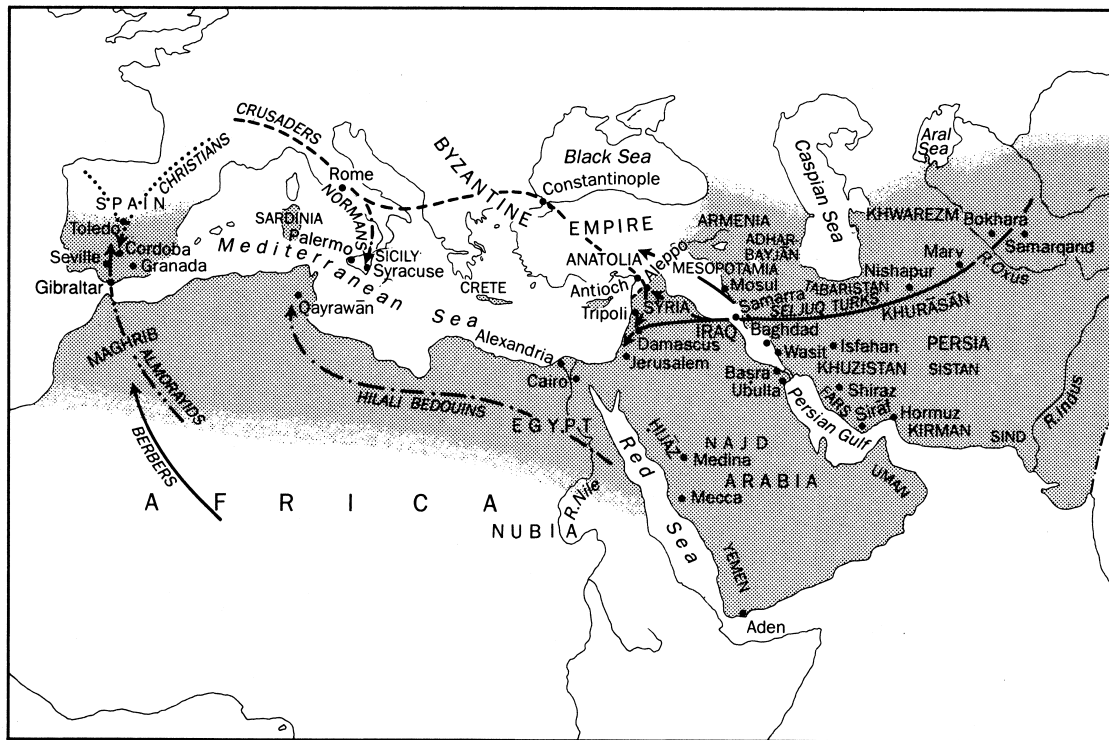 CRUSADERS
CHRISTIANS
SPAIN
Toledo
Cordoba
Seville
Granada
Gibraltar
Rome
NORMANS
SARDINIA
Palermo
SICILY
Syracuse
Mediterranean
Sea
CRETE
Qayrawān
MAGHRIB
ALMORAVIDS
BERBERS
HILALI BEDOUINS
AFRICA
BYZANTINE
EMPIRE
Black Sea
Constantinople
ANATOLIA
Antioch
Aleppo
SYRIA
Tripoli
Damascus
Jerusalem
Alexandria
Cairo
EGYPT
R.Nile
NUBIA
Red
Sea
ARMENIA
ADHAR-
BAYJĀN
MESOPOTAMIA
Mosul
Samarra
IRAQ
Baghdad
Wasit
Basra
Ubulla
Caspian Sea
Aral
Sea
KHWAREZM
Bokhara
Samarqand
R.Oxus
Marv
Nishapur
TABARISTAN
SELJUQ TURKS
KHURĀSĀN
Isfahan
PERSIA
KHUZISTAN
SISTAN
Shiraz
FARS
Siraf
Hormuz
KIRMAN
Persian Gulf
SIND
R.Indus
HIJĀZ
NAJD
Medina
ARABIA
Mecca
UMAN
YEMEN
Aden